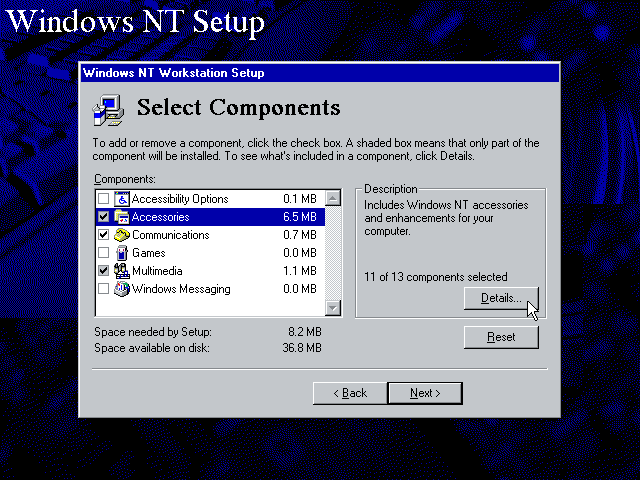 Windows NT Setup
Windows NT Workstation Setup
Select Components
To add or remove a component, click the check box. A shaded box means that only part of the
component will be installed. To see what's included in a component, click Details.
Components:
Accessibility Options 0.1 MB
Accessories 6.5 MB
Communications 0.7 MB
Games 0.0 MB
Multimedia 1.1 MB
Windows Messaging 0.0 MB
Description
Includes Windows NT accessories
and enhancements for your
computer.
11 of 13 components selected
Details...
Space needed by Setup: 8.2 MB
Space available on disk: 36.8 MB
Reset
< Back
Next >